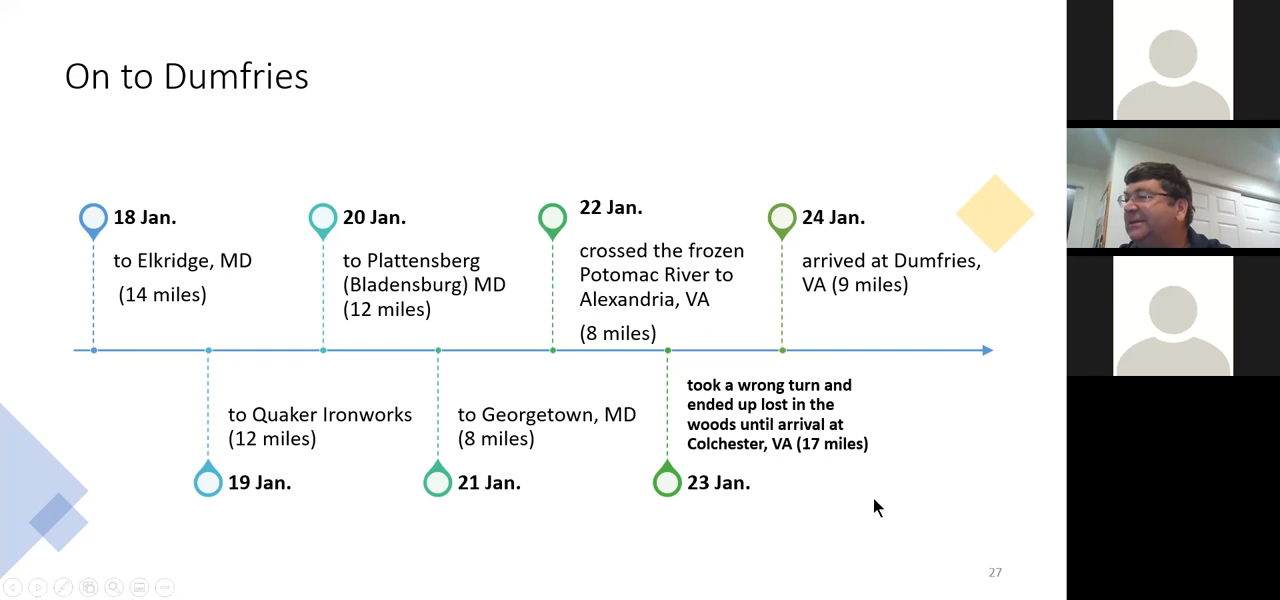 On to Dumfries
18 Jan.
to Elkridge, MD
(14 miles)
to Quaker Ironworks
(12 miles)
19 Jan.
20 Jan.
to Plattensberg
(Bladensburg) MD
(12 miles)
to Georgetown, MD
(8 miles)
21 Jan.
22 Jan.
crossed the frozen
Potomac River to
Alexandria, VA
(8 miles)
took a wrong turn and
ended up lost in the
woods until arrival at
Colchester, VA (17 miles)
23 Jan.
24 Jan.
arrived at Dumfries,
VA (9 miles)
27